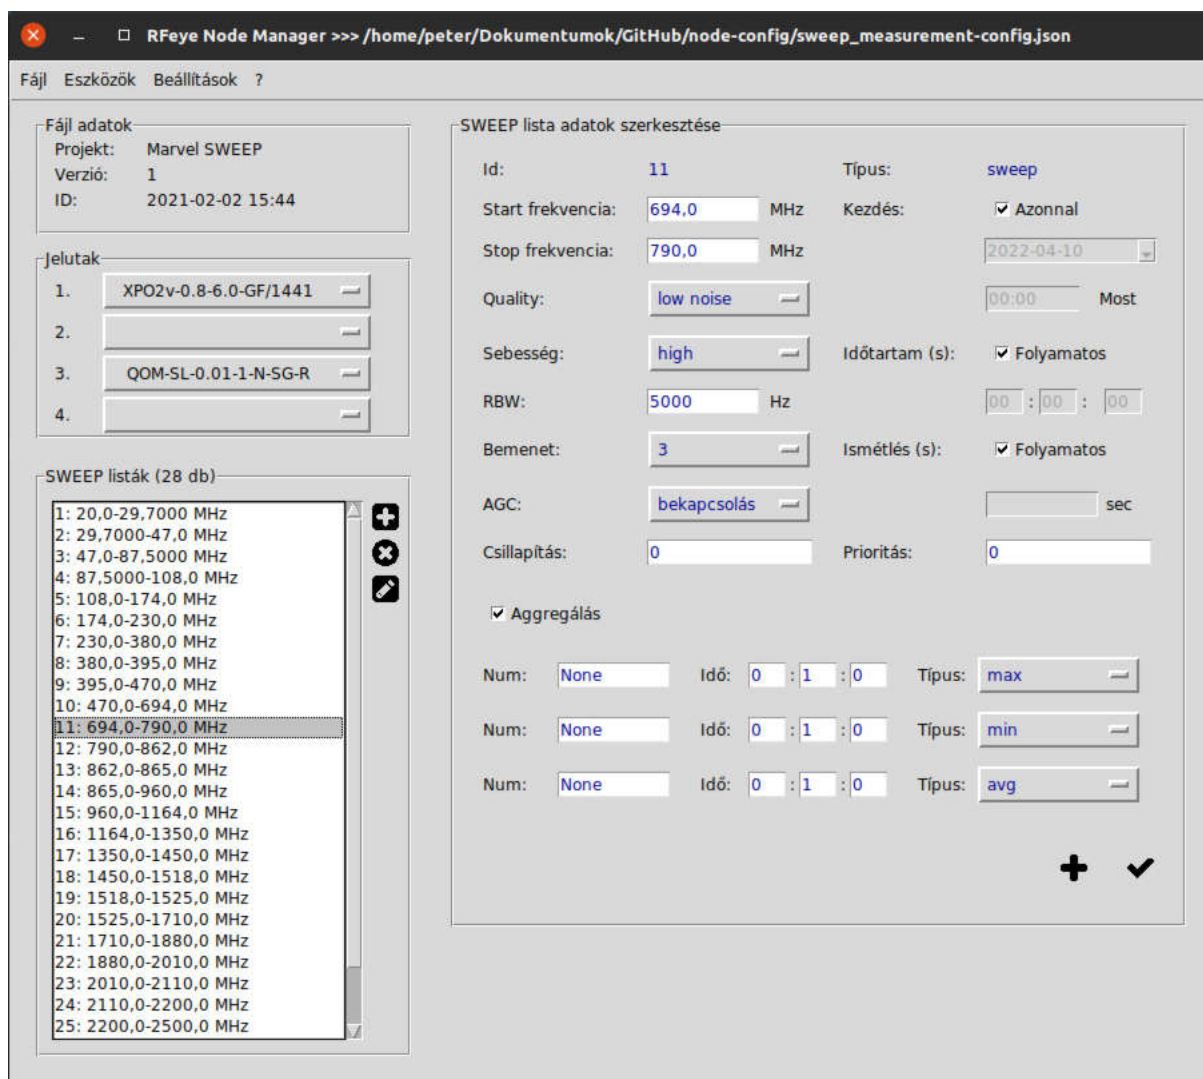 RFeye Node Manager >>> /home/peter/Dokumentumok/GitHub/node-config/sweep_measurement-config.json
Fájl Eszközök Beállítások ?
Fájl adatok
Projekt: Marvel SWEEP
Verzió: 1
ID: 2021-02-02 15:44
Jelutak
1. XPO2v-0.8-6.0-GF/1441
2.
3. QOM-SL-0.01-1-N-SG-R
4.
SWEEP listák (28 db)
1: 20,0-29,7000 MHz
2: 29,7000-47,0 MHz
3: 47,0-87,5000 MHz
4: 87,5000-108,0 MHz
5: 108,0-174,0 MHz
6: 174,0-230,0 MHz
7: 230,0-380,0 MHz
8: 380,0-395,0 MHz
9: 395,0-470,0 MHz
10: 470,0-694,0 MHz
11: 694,0-790,0 MHz
12: 790,0-862,0 MHz
13: 862,0-865,0 MHz
14: 865,0-960,0 MHz
15: 960,0-1164,0 MHz
16: 1164,0-1350,0 MHz
17: 1350,0-1450,0 MHz
18: 1450,0-1518,0 MHz
19: 1518,0-1525,0 MHz
20: 1525,0-1710,0 MHz
21: 1710,0-1880,0 MHz
22: 1880,0-2010,0 MHz
23: 2010,0-2110,0 MHz
24: 2110,0-2200,0 MHz
25: 2200,0-2500,0 MHz
SWEEP lista adatok szerkesztése
Id: 11 Típus: sweep
Start frekvencia: 694,0 MHz Kezdés: Azonnal
Stop frekvencia: 790,0 MHz 2022-04-10
Quality: low noise 00:00 Most
Sebesség: high Időtartam (s): Folyamatos
RBW: 5000 Hz 00 : 00 : 00
Bemenet: 3 Ismétlés (s): Folyamatos
AGC: bekapcsolás sec
Csillapítás: 0 Prioritás: 0
Aggregálás
Num: None Idő: 0 : 1 : 0 Típus: max
Num: None Idő: 0 : 1 : 0 Típus: min
Num: None Idő: 0 : 1 : 0 Típus: avg